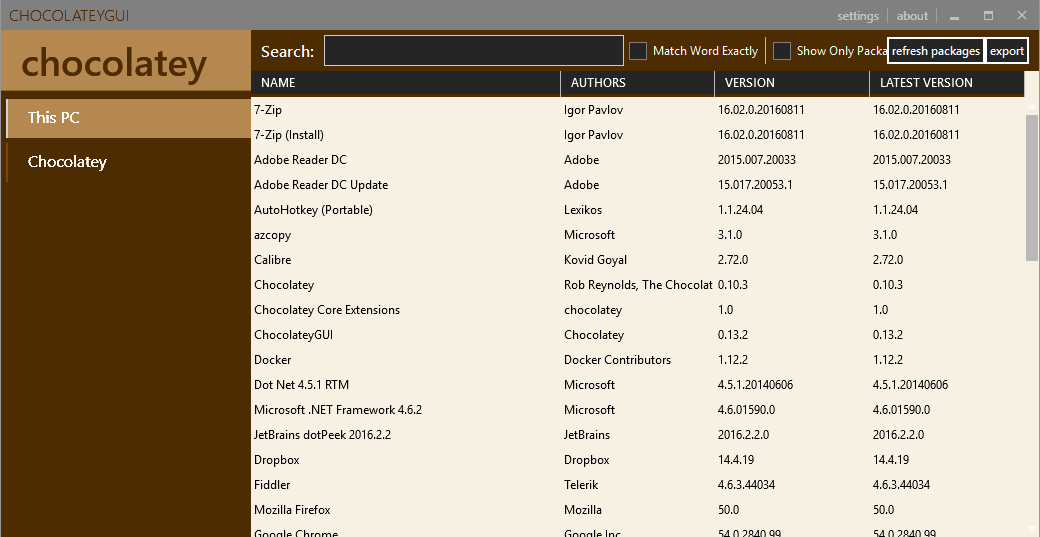 CHOCOLATEYGUI settings about
chocolatey
Search: Match Word Exactly Show Only Packa refresh packages export
NAME AUTHORS VERSION LATEST VERSION
This PC
Chocolatey
7-Zip Igor Pavlov 16.02.0.20160811 16.02.0.20160811
7-Zip (Install) Igor Pavlov 16.02.0.20160811 16.02.0.20160811
Adobe Reader DC Adobe 2015.007.20033 2015.007.20033
Adobe Reader DC Update Adobe 15.017.20053.1 15.017.20053.1
AutoHotkey (Portable) Lexikos 1.1.24.04 1.1.24.04
azcopy Microsoft 3.1.0 3.1.0
Calibre Kovid Goyal 2.72.0 2.72.0
Chocolatey Rob Reynolds, The Chocolat 0.10.3 0.10.3
Chocolatey Core Extensions chocolatey 1.0 1.0
ChocolateyGUI Chocolatey 0.13.2 0.13.2
Docker Docker Contributors 1.12.2 1.12.2
Dot Net 4.5.1 RTM Microsoft 4.5.1.20140606 4.5.1.20140606
Microsoft .NET Framework 4.6.2 Microsoft 4.6.01590.0 4.6.01590.0
JetBrains dotPeek 2016.2.2 JetBrains 2016.2.2.0 2016.2.2.0
Dropbox Dropbox 14.4.19 14.4.19
Fiddler Telerik 4.6.3.44034 4.6.3.44034
Mozilla Firefox Mozilla 50.0 50.0
Google Chrome Google Inc. 54.0.2840.99 54.0.2840.99